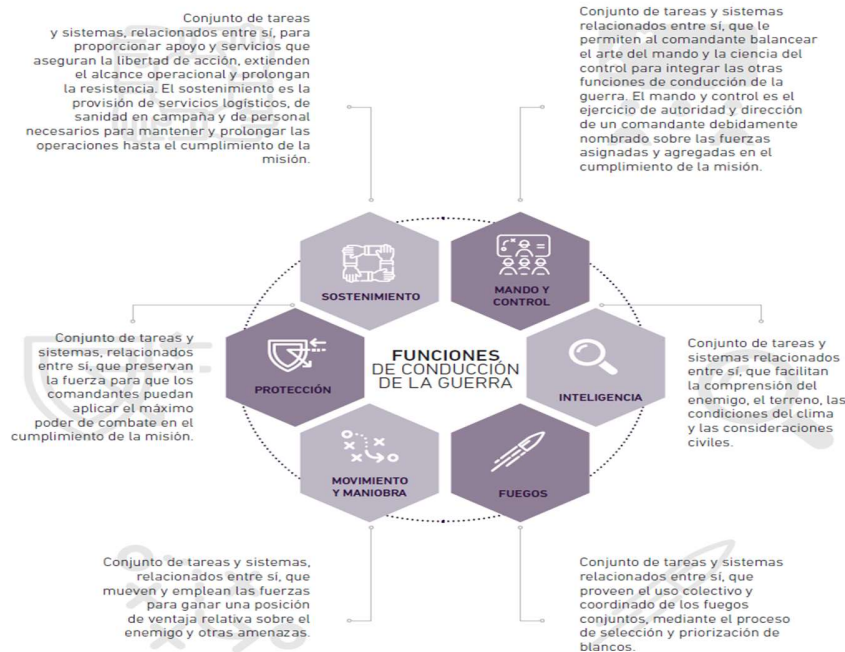 Conjunto de tareas
y sistemas, relacionados entre sí, para
proporcionar apoyo y servicios que
aseguran la libertad de acción, extienden
el alcance operacional y prolongan
la resistencia. El sostenimiento es la
provisión de servicios logísticos, de
sanidad en campaña y de personal
necesarios para mantener y prolongar las
operaciones hasta el cumplimiento de la
misión.
Conjunto de tareas y sistemas
relacionados entre sí, que le
permiten al comandante balancear
el arte del mando y la ciencia del
control para integrar las otras
funciones de conducción de la
guerra. El mando y control es el
ejercicio de autoridad y dirección
de un comandante debidamente
nombrado sobre las fuerzas
asignadas y agregadas en el
cumplimiento de la misión.
SOSTENIMIENTO
MANDO Y
CONTROL
Conjunto de tareas y
sistemas, relacionados
entre sí, que preservan
la fuerza para que los
comandantes puedan
aplicar el máximo
poder de combate en el
cumplimiento de la misión.
PROTECCIÓN
FUNCIONES
DE CONDUCCIÓN
DE LA GUERRA
INTELIGENCIA
Conjunto de tareas y
sistemas relacionados
entre sí, que facilitan
la comprensión del
enemigo, el terreno, las
condiciones del clima
y las consideraciones
civiles.
MOVIMIENTO
Y MANIOBRA
FUEGOS
Conjunto de tareas y sistemas,
relacionados entre sí, que
mueven y emplean las fuerzas
para ganar una posición
de ventaja relativa sobre el
enemigo y otras amenazas.
Conjunto de tareas y sistemas
relacionados entre sí, que
proveen el uso colectivo y
coordinado de los fuegos
conjuntos, mediante el proceso
de selección y priorización de
blancos.